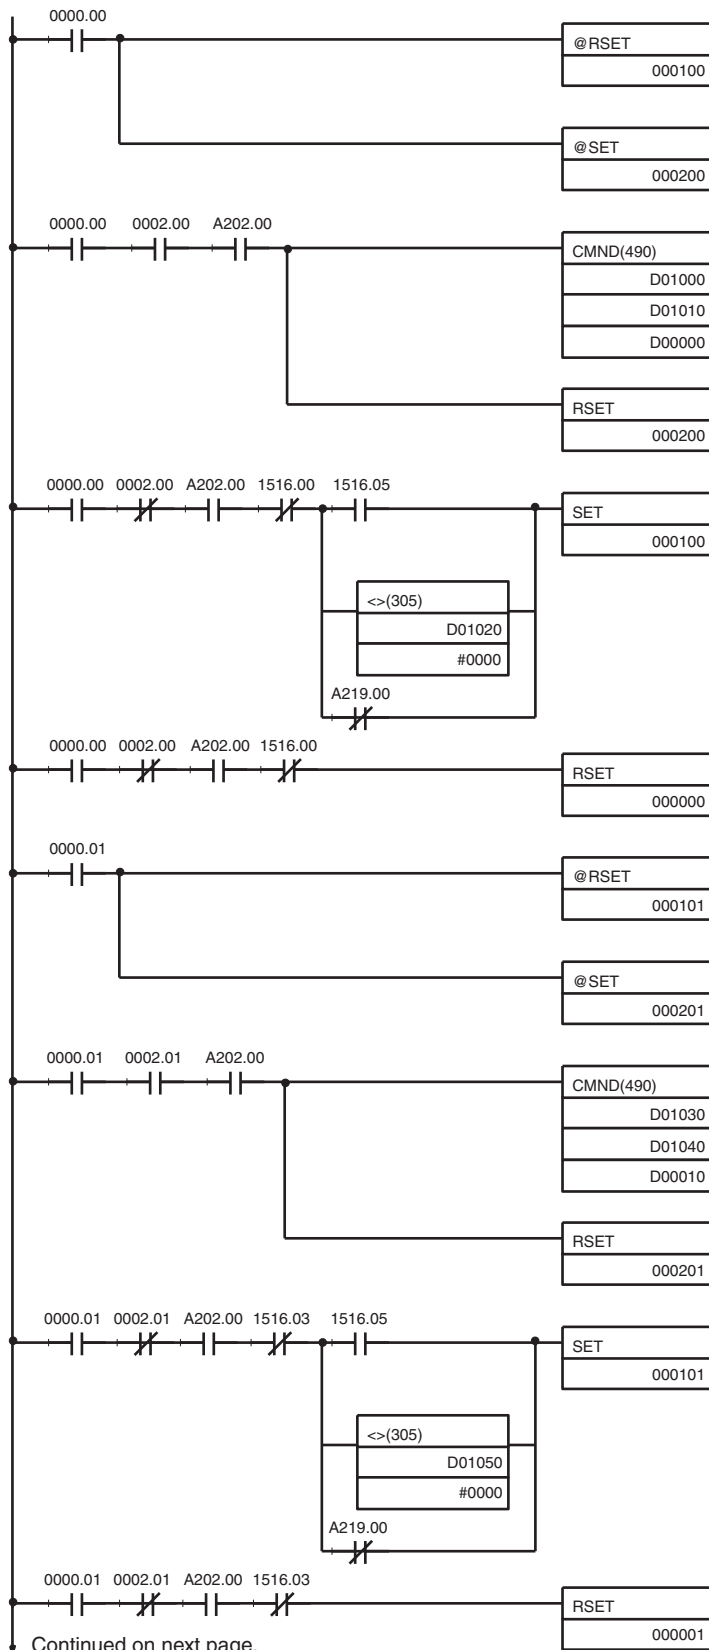 0000.00
@RSET
000100
@SET
000200
0000.00 0002.00 A202.00
CMND(490)
D01000
D01010
D00000
RSET
000200
0000.00 0002.00 A202.00 1516.00 1516.05
SET
000100
<>(305)
D01020
#0000
A219.00
0000.00 0002.00 A202.00 1516.00
RSET
000000
0000.01
@RSET
000101
@SET
000201
0000.01 0002.01 A202.00
CMND(490)
D01030
D01040
D00010
RSET
000201
0000.01 0002.01 A202.00 1516.03 1516.05
SET
000101
<>(305)
D01050
#0000
A219.00
0000.01 0002.01 A202.00 1516.03
RSET
000001
Continued on next page.